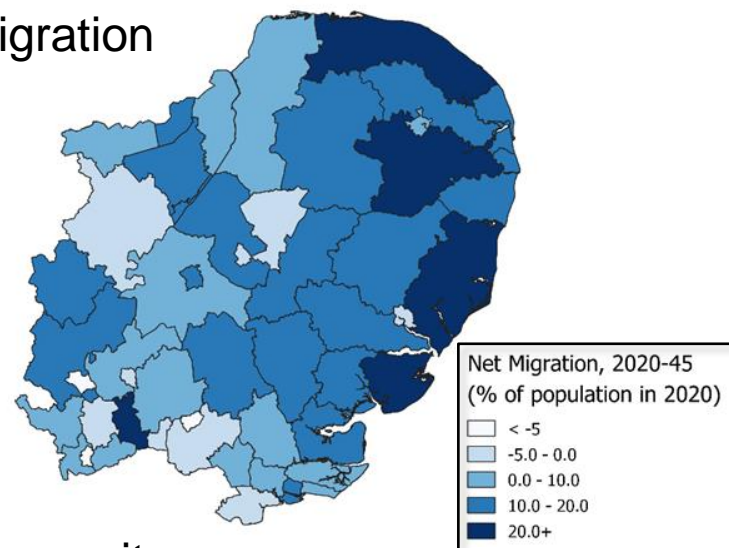 igration
Net Migration, 2020-45
(% of population in 2020)
< -5
-5.0 - 0.0
0.0 - 10.0
10.0 - 20.0
20.0+